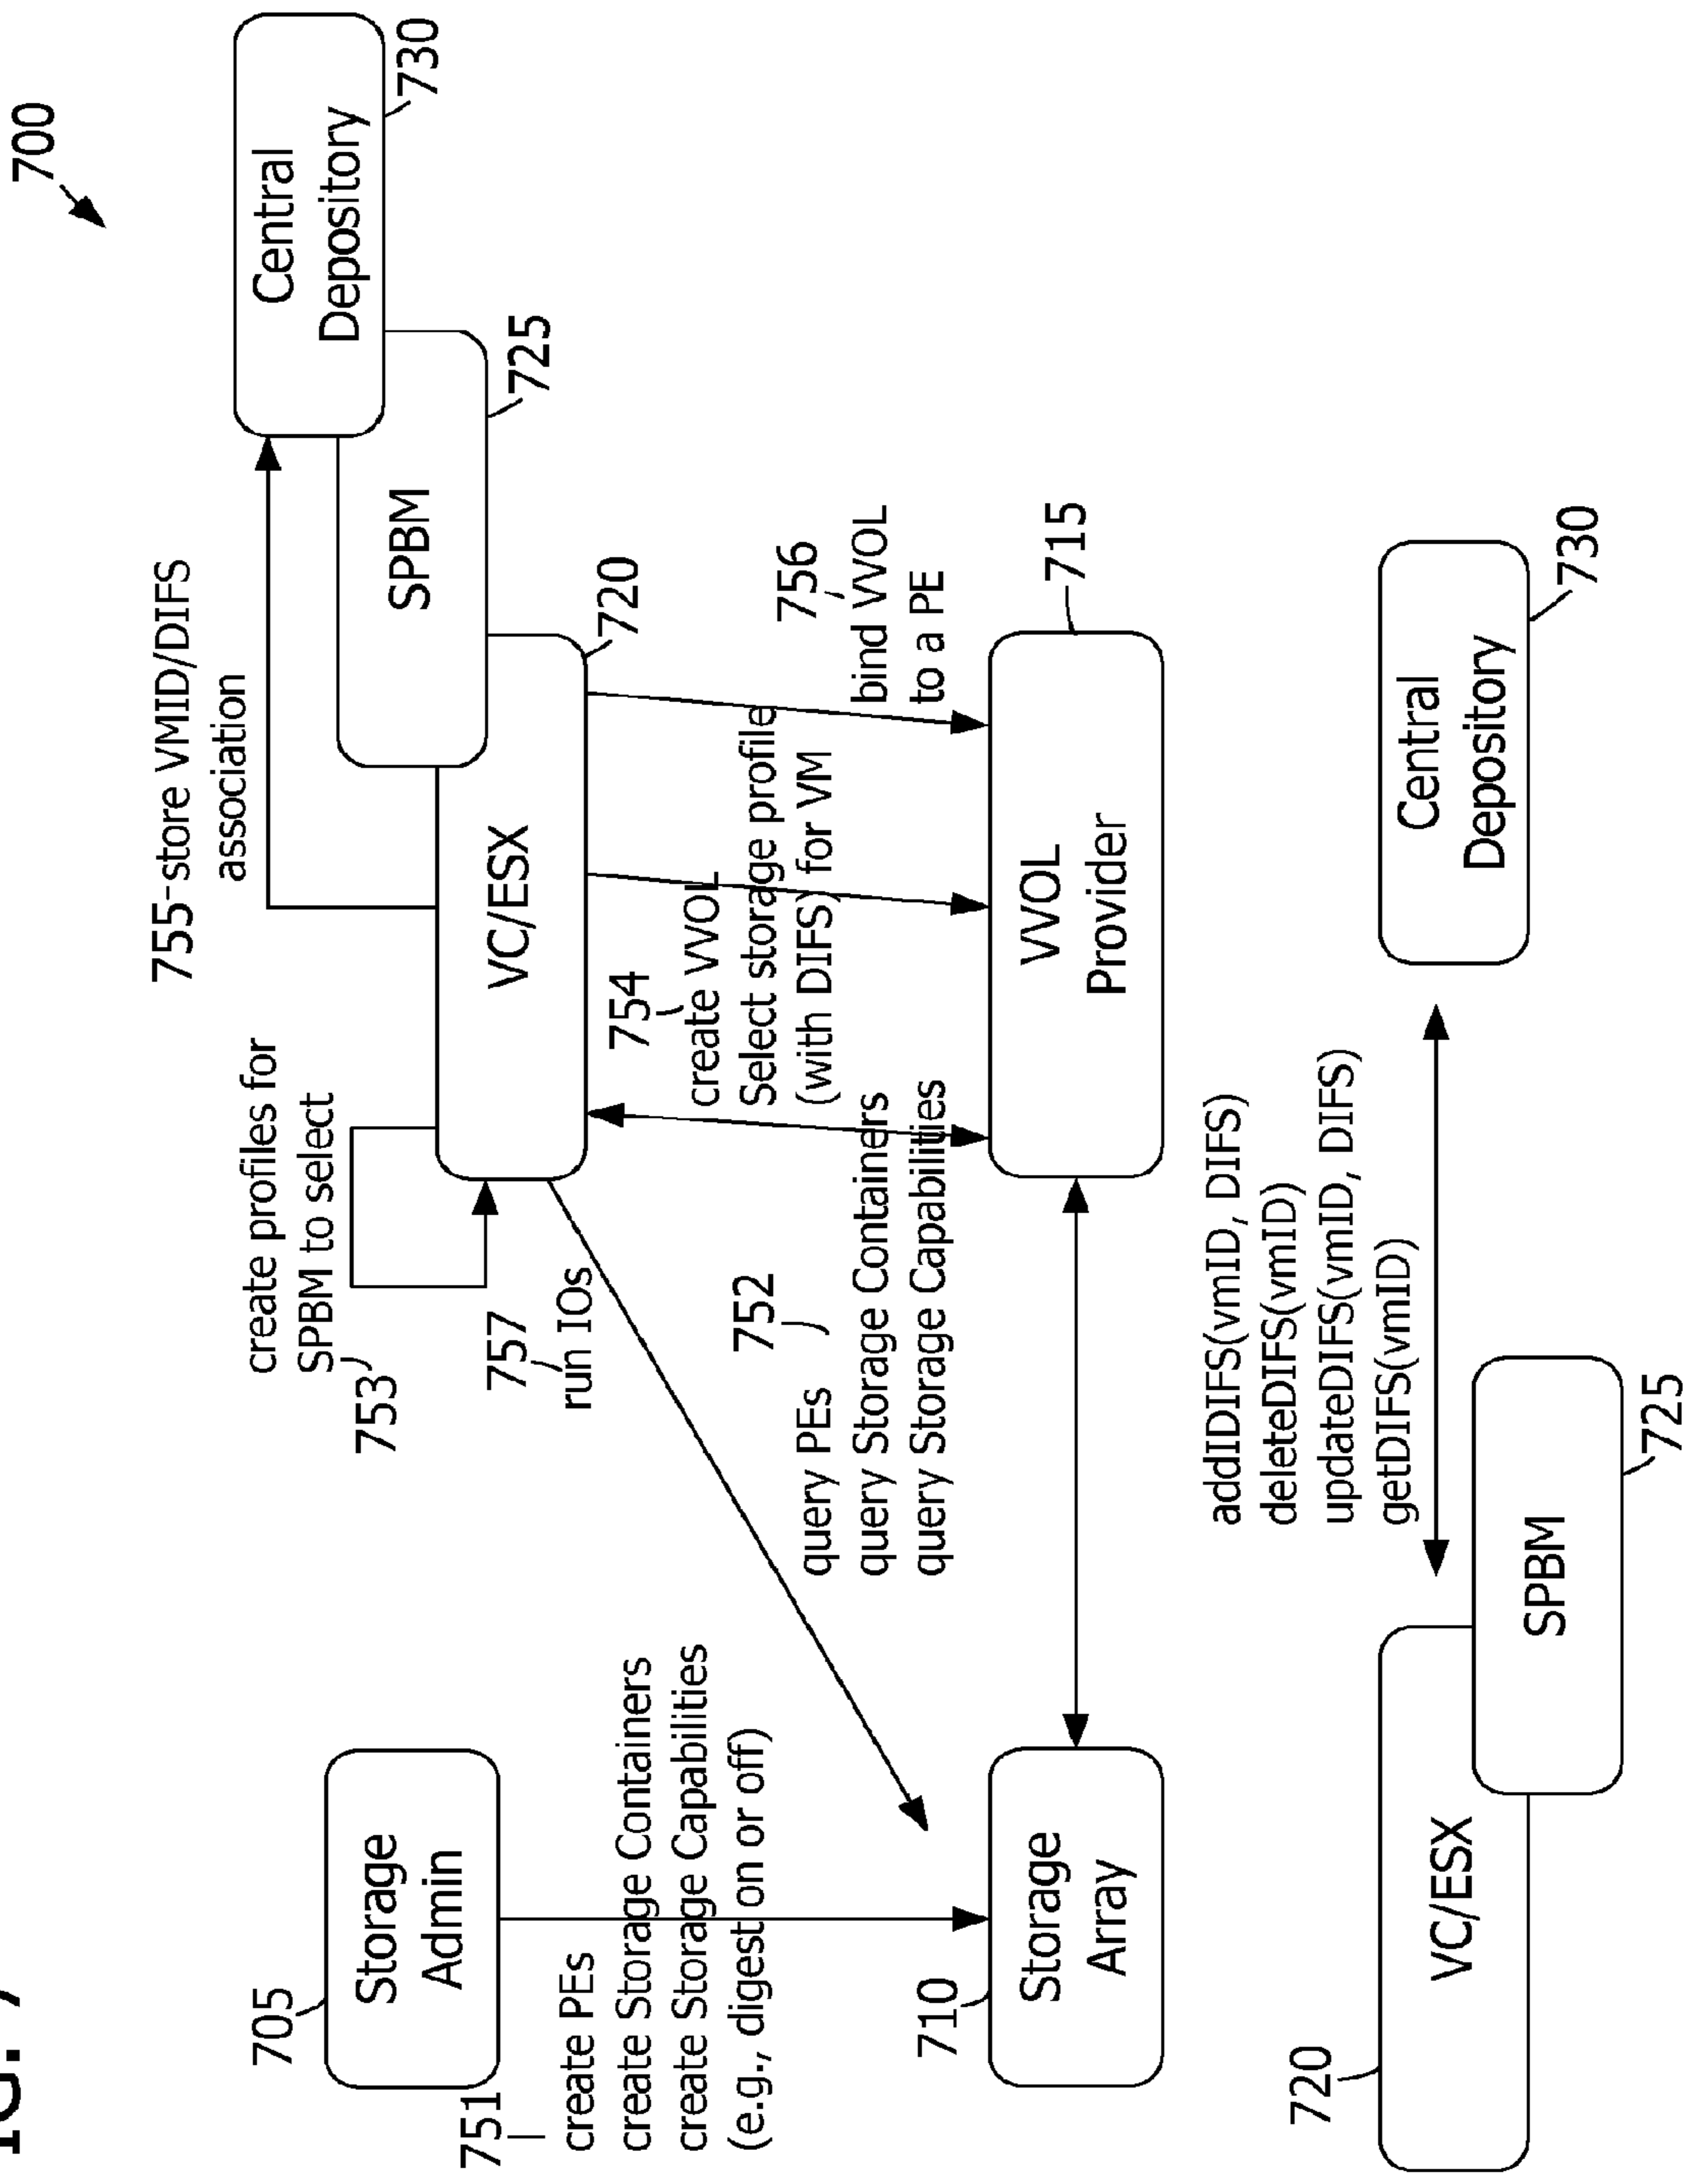 FIG. 7
700
755-store VMID/DIFS
association
create profiles for
SPBM to select
753
Central
Depository
730
SPBM
725
705
Storage
Admin
VC/ESX
720
757
run IOs
751
create PEs
create Storage Containers
create Storage Capabilities
(e.g., digest on or off)
752
query PEs
query Storage Containers
query Storage Capabilities
754
create VVOL
Select storage profile
(with DIFS) for VM
756
bind VVOL
to a PE
710
Storage
Array
VVOL
Provider
715
addIDIFS(vmID, DIFS)
deleteDIFS(vmID)
updateDIFS(vmID, DIFS)
getDIFS(vmID)
720
VC/ESX
SPBM
725
Central
Depository
730